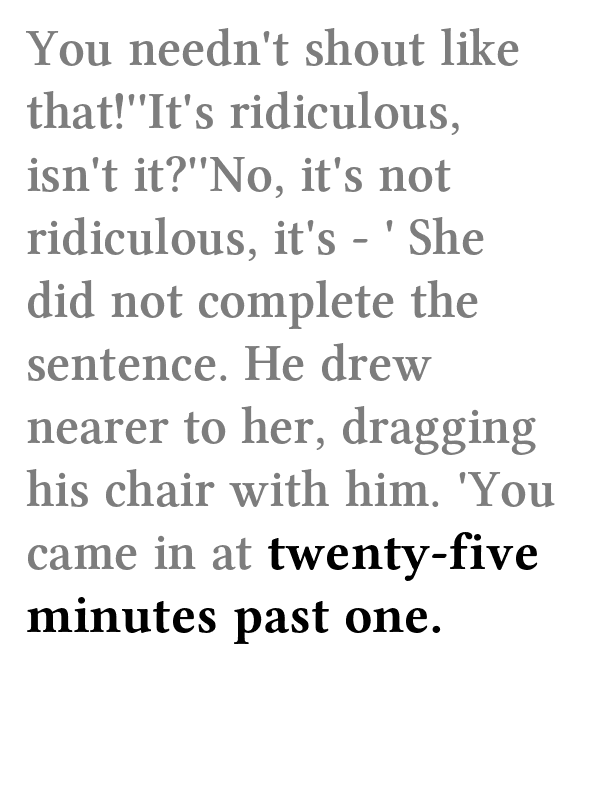 You needn't shout like
that!''It's ridiculous,
isn't it?''No, it's not
ridiculous, it's - ' She
did not complete the
sentence. He drew
nearer to her, dragging
his chair with him. 'You
came in at twenty-five
minutes past one.